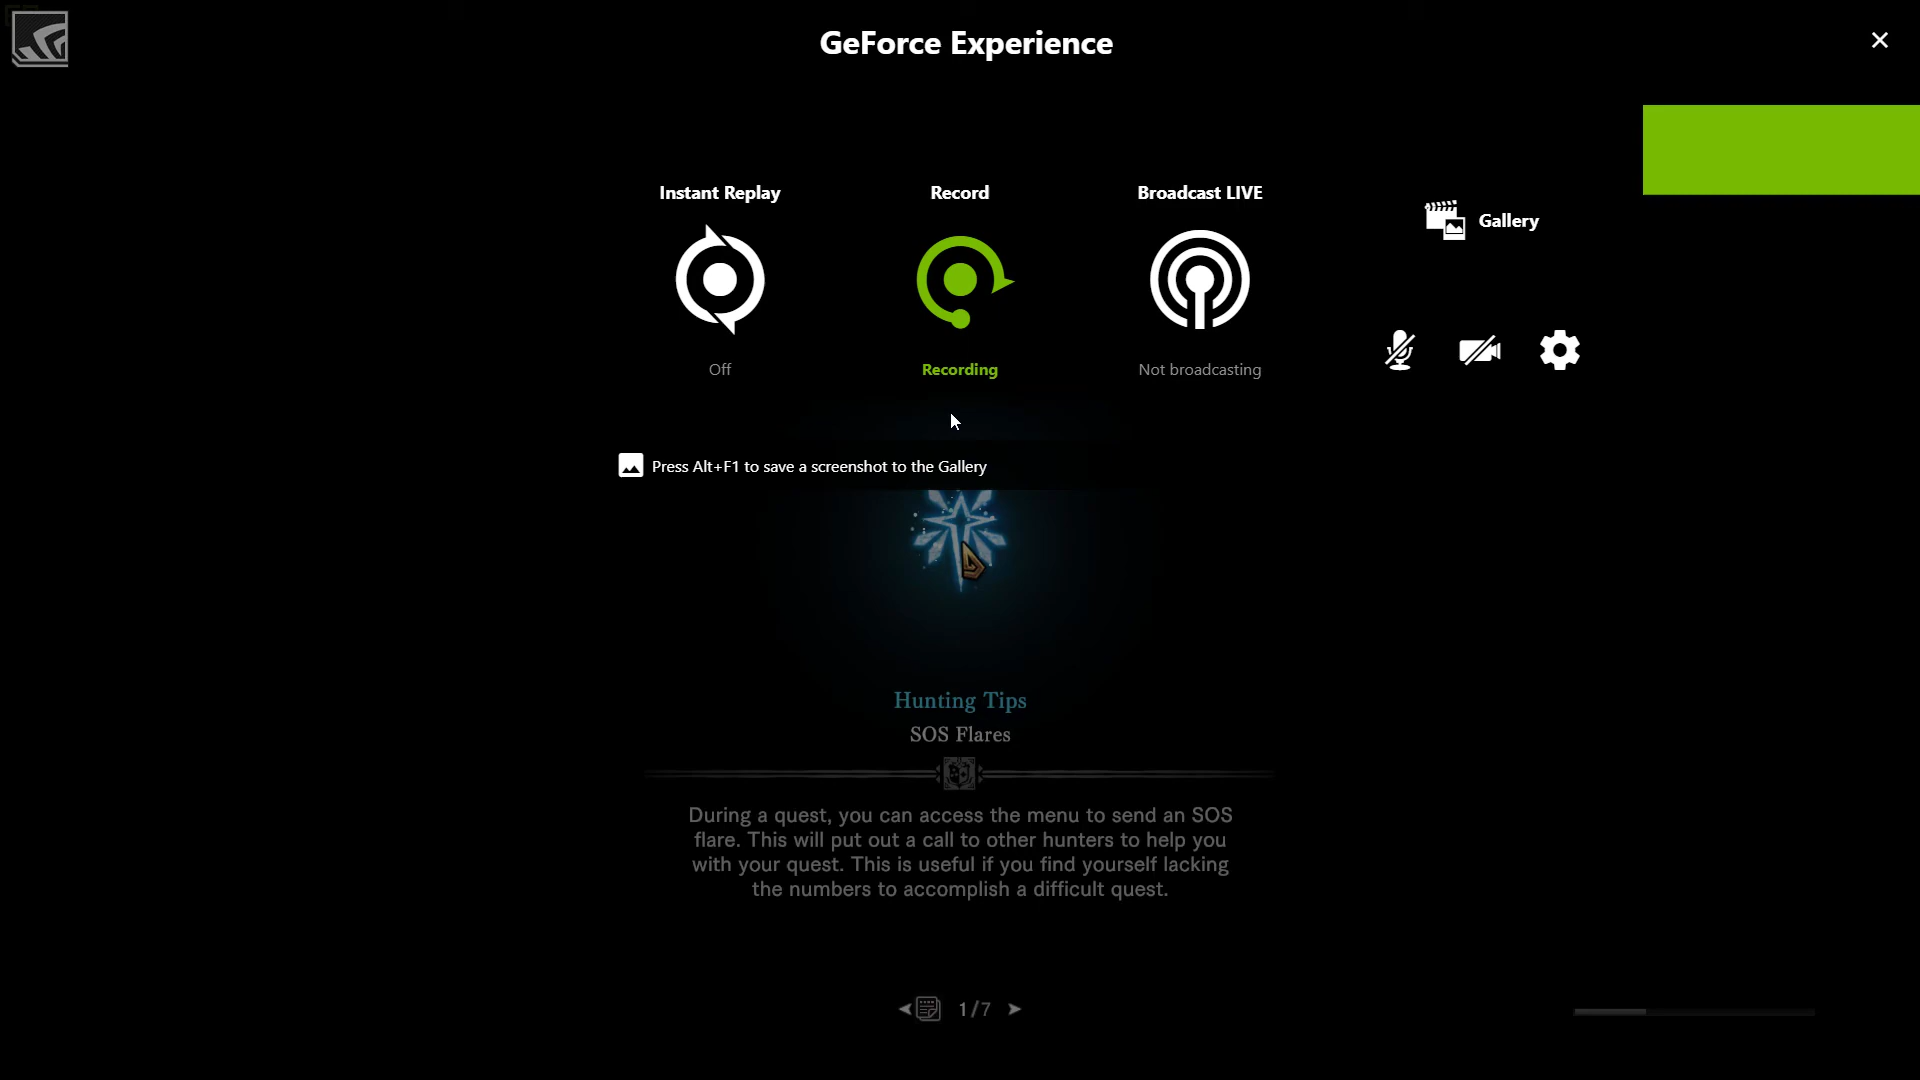 GeForce Experience
Instant Replay
Record
Broadcast LIVE
Gallery
Off
Recording
Not broadcasting
Press Alt+F1 to save a screenshot to the Gallery
Hunting Tips
SOS Flares
During a quest, you can access the menu to send an SOS
flare. This will put out a call to other hunters to help you
with your quest. This is useful if you find yourself lacking
the numbers to accomplish a difficult quest.
1/7